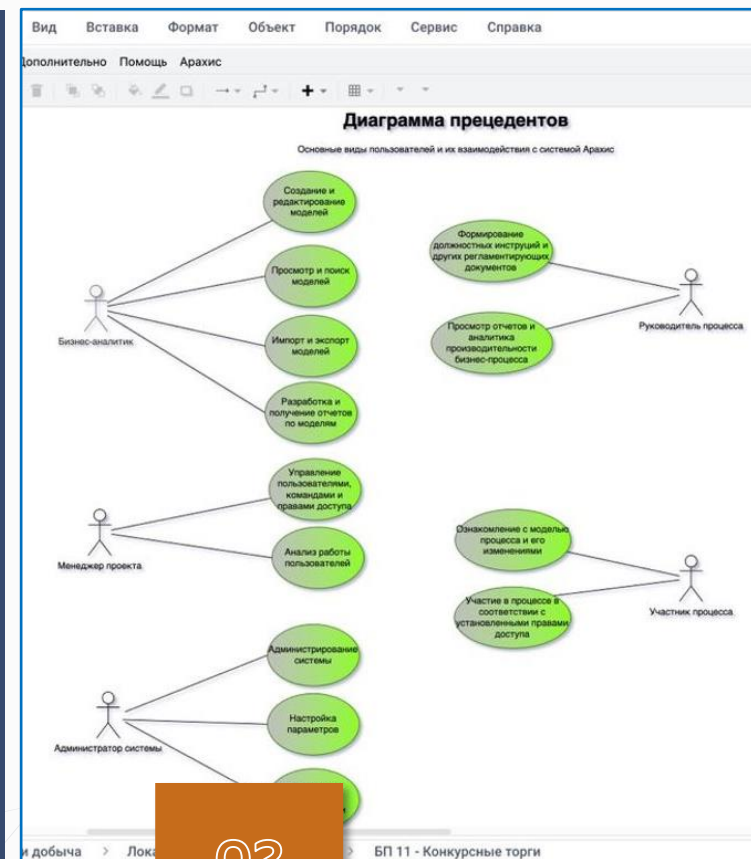 Вид Вставка Формат Объект Порядок Сервис Справка
Дополнительно Помощь Арахис
Диаграмма прецедентов
Основные виды пользователей и их взаимодействия с системой Арахис
Создание и
редактирование
моделей
Просмотр и поиск
моделей
Бизнес-аналитик
Импорт и экспорт
моделей
Разработка и
получение отчетов
по моделям
Формирование
должностных инструций и
других регламентирующих
документов
Руководитель процесса
Просмотр отчетов и
аналитика
производительности
бизнес-процесса
Управление
пользователями,
командами и
правами доступа
Менеджер проекта
Анализ работы
пользователей
Ознакомление с моделью
процесса и его
изменениями
Участник процесса
Участие в процессе в
соответствии с
установленными правами
доступа
Администрирование
системы
Настройка
параметров
Администратор системы
02
и добыча > Лока > БП 11 - Конкурсные торги